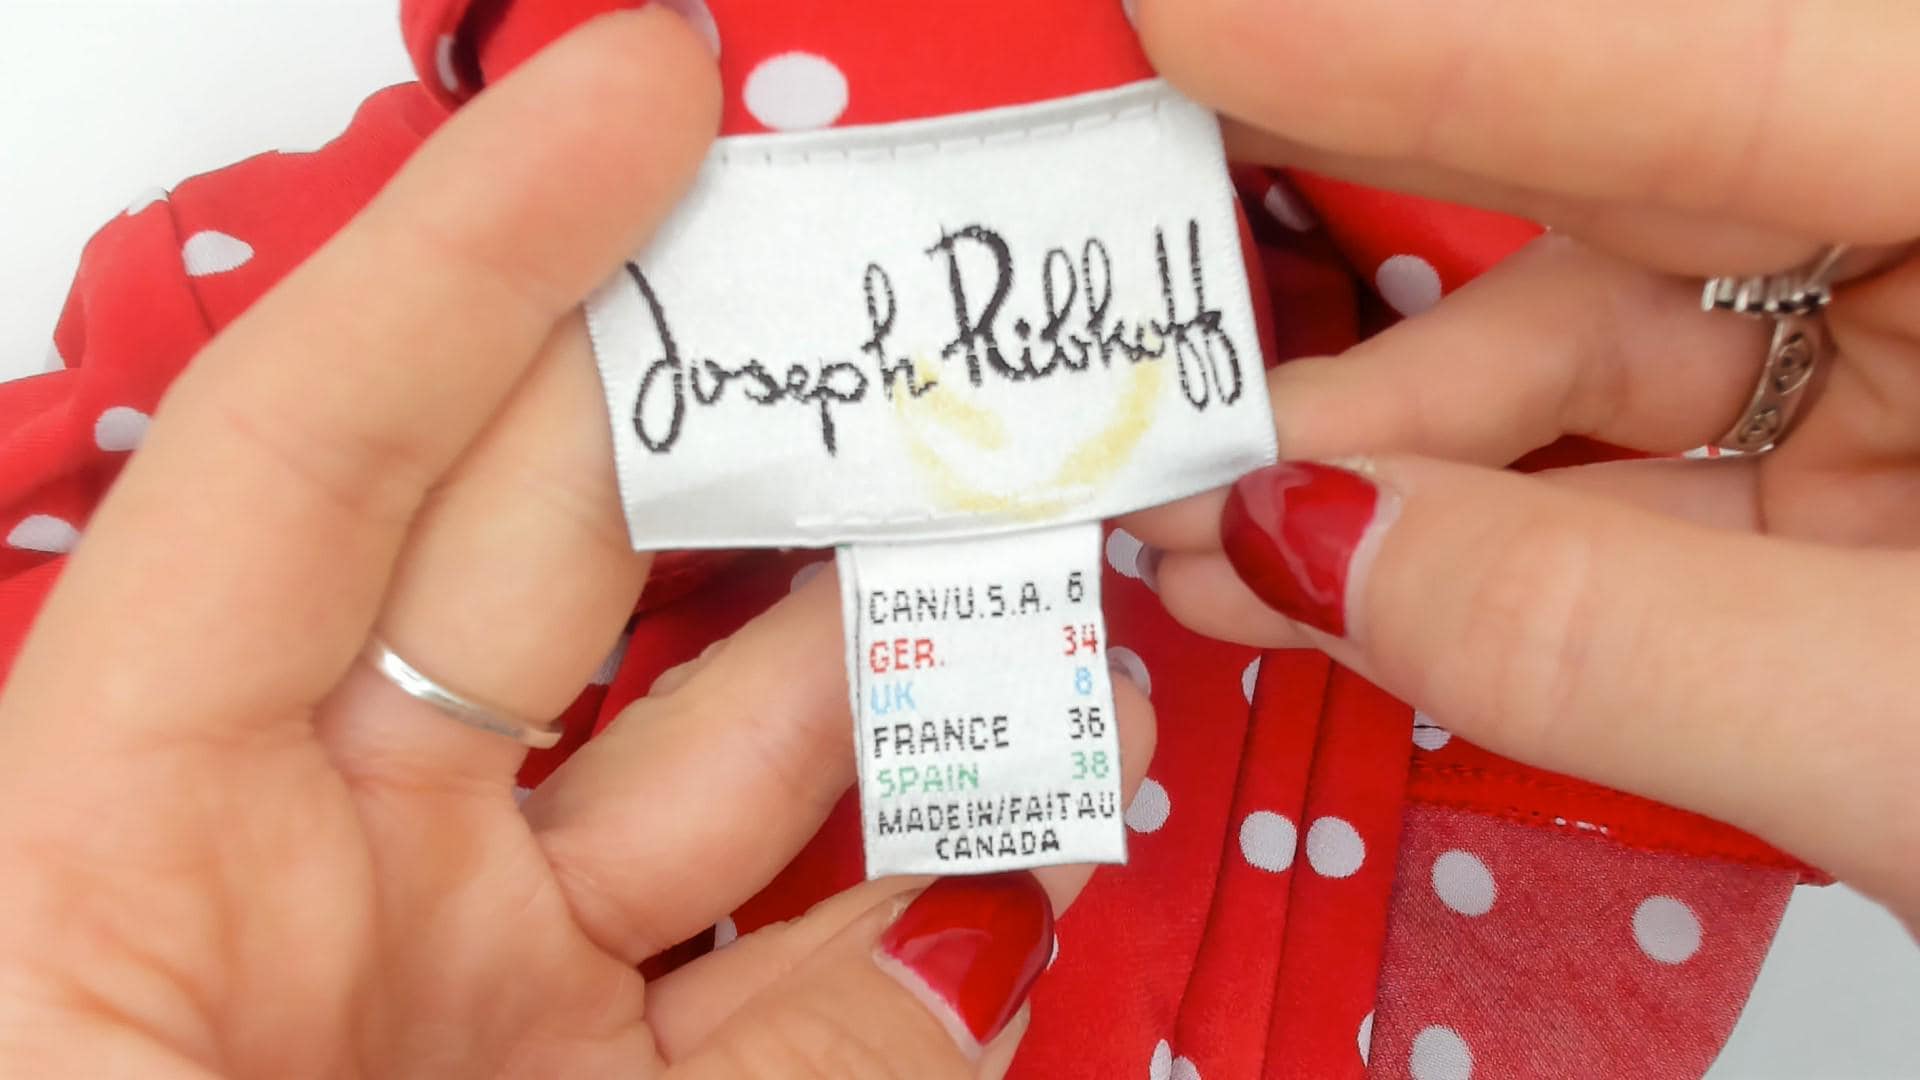 Joseph Ribkoff
CAN/U.S.A. 6
GER. 34
UK 8
FRANCE 36
SPAIN 38
MADE IN/FAIT AU
CANADA